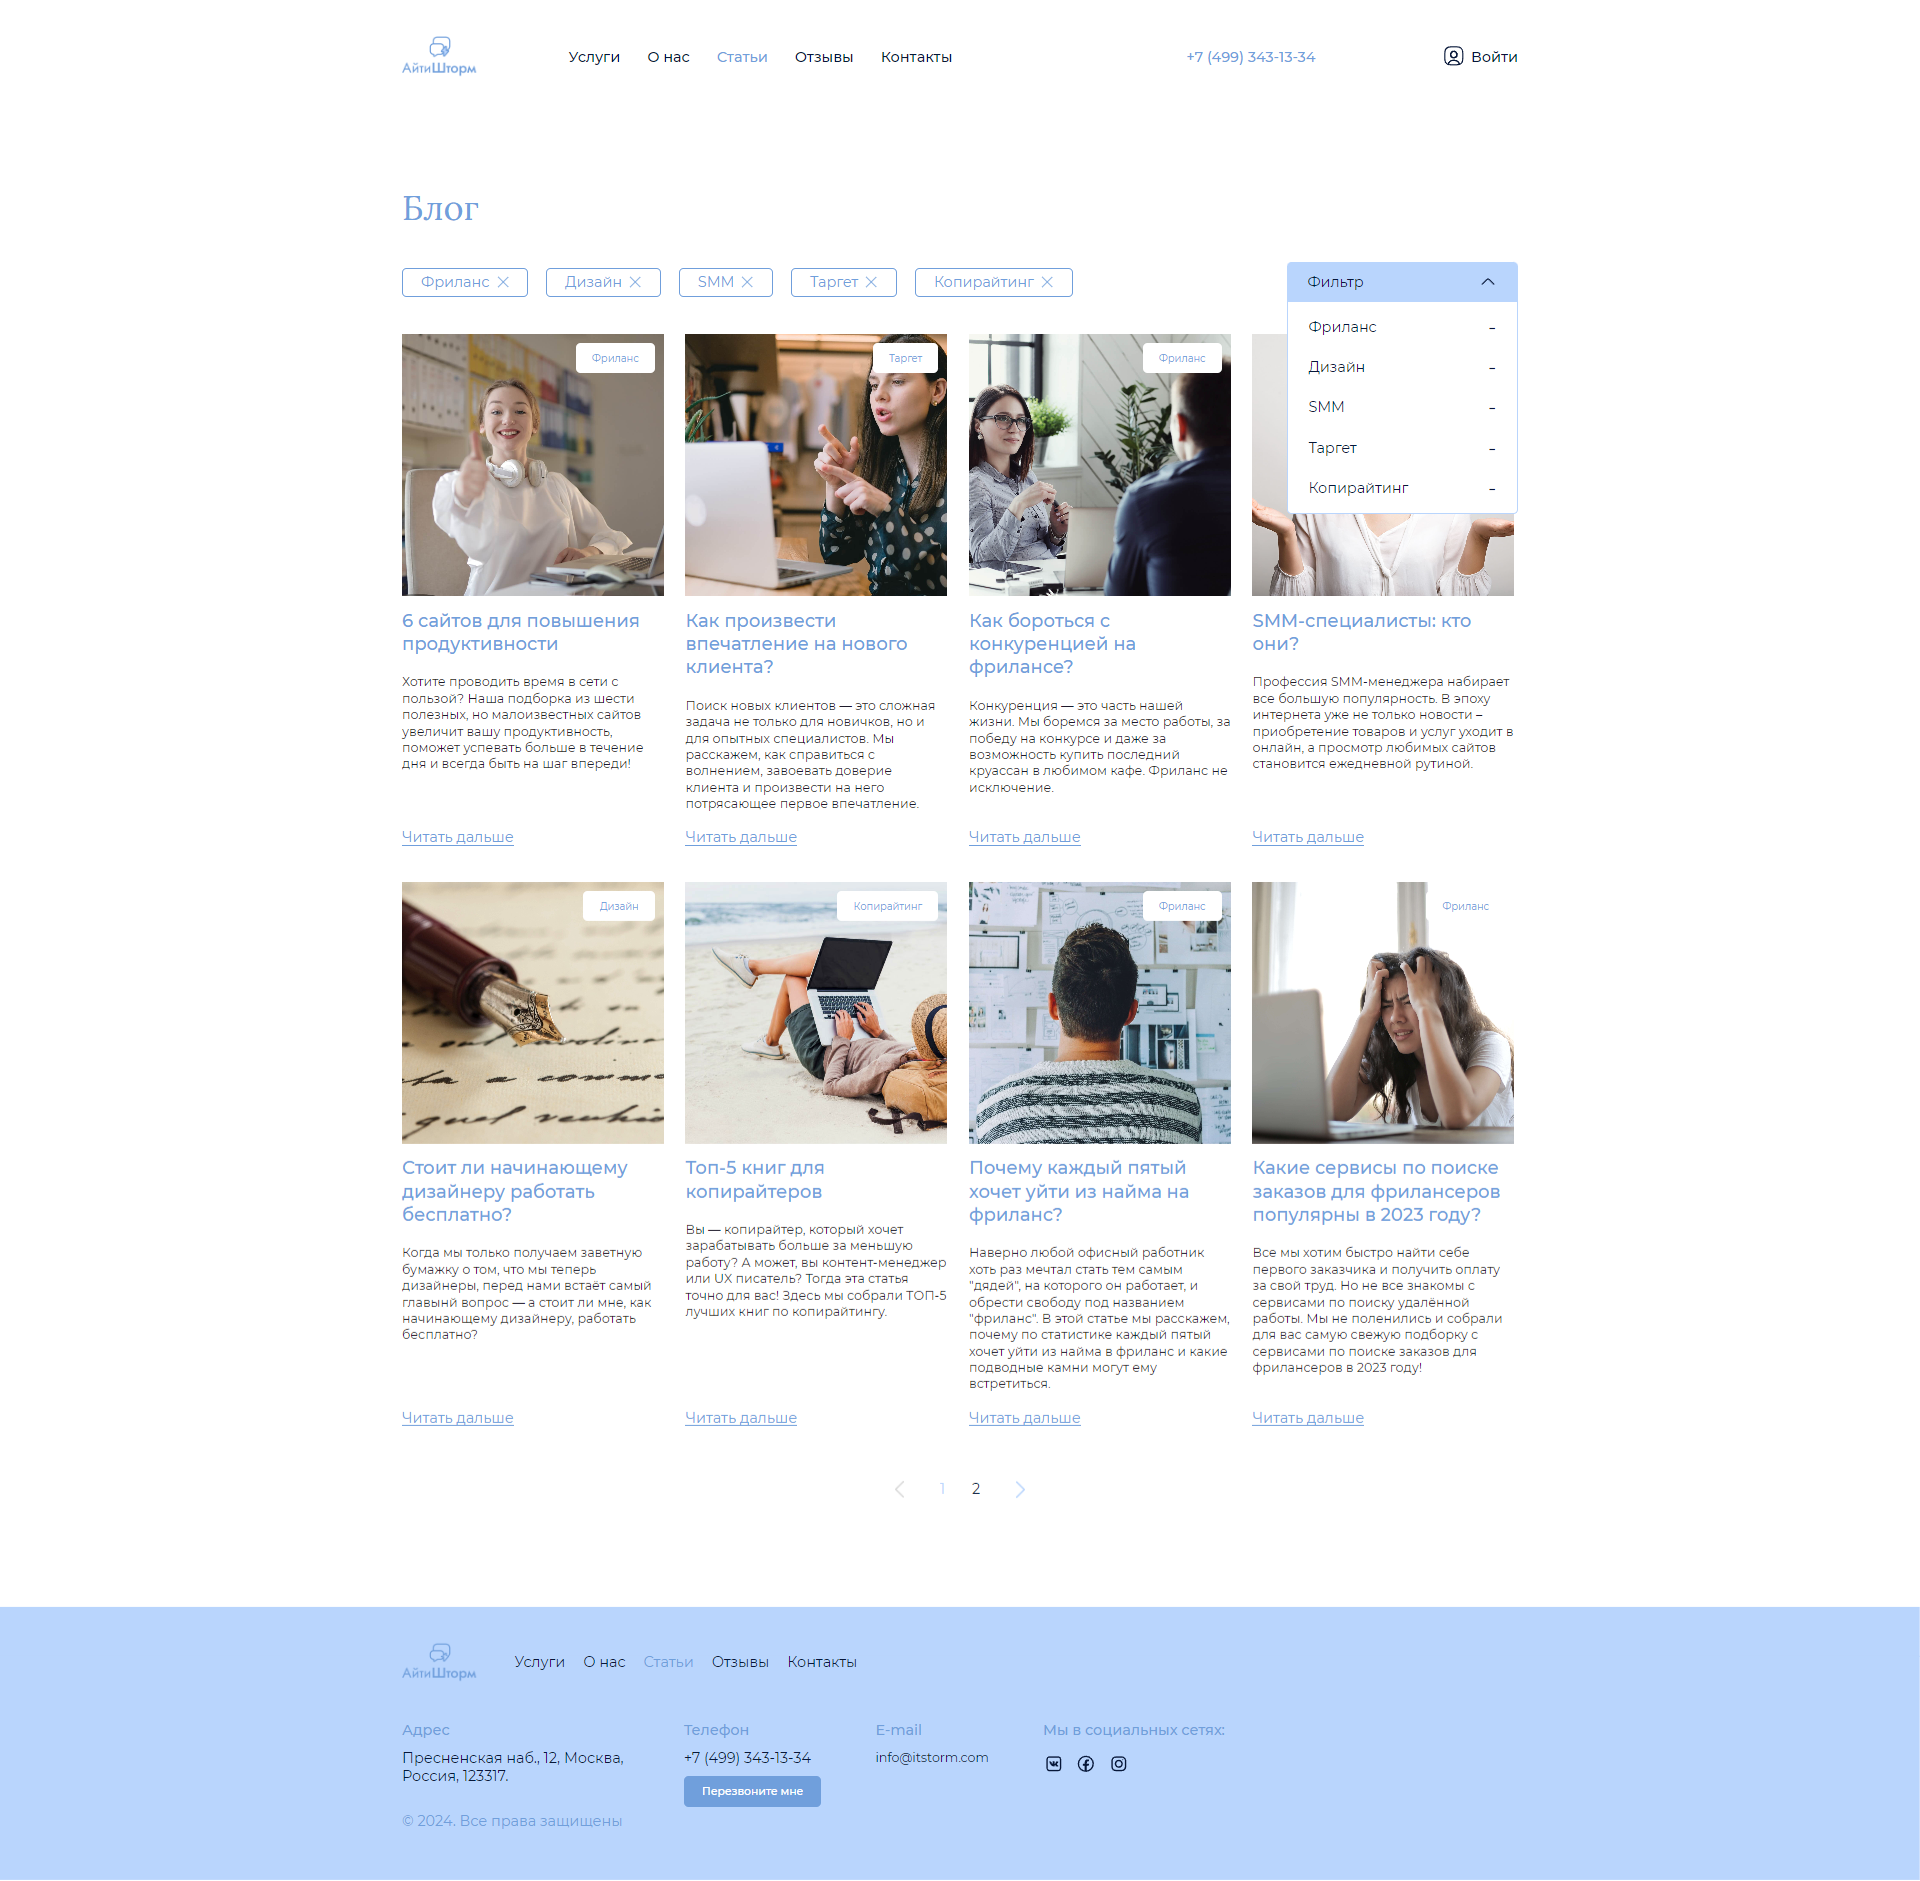 АйтиШторм
Услуги
О нас
Статьи
Отзывы
Контакты
+7 (499) 343-13-34
Войти
Блог
Фриланс
Дизайн
SMM
Таргет
Копирайтинг
Фильтр
Фриланс -
Дизайн -
SMM -
Таргет -
Копирайтинг -
Фриланс
6 сайтов для повышения
продуктивности
Хотите проводить время в сети с
пользой? Наша подборка из шести
полезных, но малоизвестных сайтов
увеличит вашу продуктивность,
поможет успевать больше в течение
дня и всегда быть на шаг впереди!
Читать дальше
Таргет
Как произвести
впечатление на нового
клиента?
Поиск новых клиентов — это сложная
задача не только для новичков, но и
для опытных специалистов. Мы
расскажем, как справиться с
волнением, завоевать доверие
клиента и произвести на него
потрясающее первое впечатление.
Читать дальше
Фриланс
Как бороться с
конкуренцией на
фрилансе?
Конкуренция — это часть нашей
жизни. Мы боремся за место работы, за
победу на конкурсе и даже за
возможность купить последний
круассан в любимом кафе. Фриланс не
исключение.
Читать дальше
SMM-специалисты: кто
они?
Профессия SMM-менеджера набирает
все большую популярность. В эпоху
интернета уже не только новости –
приобретение товаров и услуг уходит в
онлайн, а просмотр любимых сайтов
становится ежедневной рутиной.
Читать дальше
Дизайн
Стоит ли начинающему
дизайнеру работать
бесплатно?
Когда мы только получаем заветную
бумажку о том, что мы теперь
дизайнеры, перед нами встаёт самый
главный вопрос — а стоит ли мне, как
начинающему дизайнеру, работать
бесплатно?
Читать дальше
Копирайтинг
Топ-5 книг для
копирайтеров
Вы — копирайтер, который хочет
зарабатывать больше за меньшую
работу? А может, вы контент-менеджер
или UX писатель? Тогда эта статья
точно для вас! Здесь мы собрали ТОП-5
лучших книг по копирайтингу.
Читать дальше
Фриланс
Почему каждый пятый
хочет уйти из найма на
фриланс?
Наверно любой офисный работник
хоть раз мечтал стать тем самым
"дядей", на которого он работает, и
обрести свободу под названием
"фриланс". В этой статье мы расскажем,
почему по статистике каждый пятый
хочет уйти из найма в фриланс и какие
подводные камни могут ему
встретиться.
Читать дальше
Фриланс
Какие сервисы по поиске
заказов для фрилансеров
популярны в 2023 году?
Все мы хотим быстро найти себе
первого заказчика и получить оплату
за свой труд. Но не все знакомы с
сервисами по поиску удалённой
работы. Мы не поленились и собрали
для вас самую свежую подборку с
сервисами по поиске заказов для
фрилансеров в 2023 году!
Читать дальше
1 2
АйтиШторм
Услуги
О нас
Статьи
Отзывы
Контакты
Адрес
Пресненская наб., 12, Москва,
Россия, 123317.
Телефон
+7 (499) 343-13-34
Перезвоните мне
E-mail
info@itstorm.com
Мы в социальных сетях:
© 2024. Все права защищены